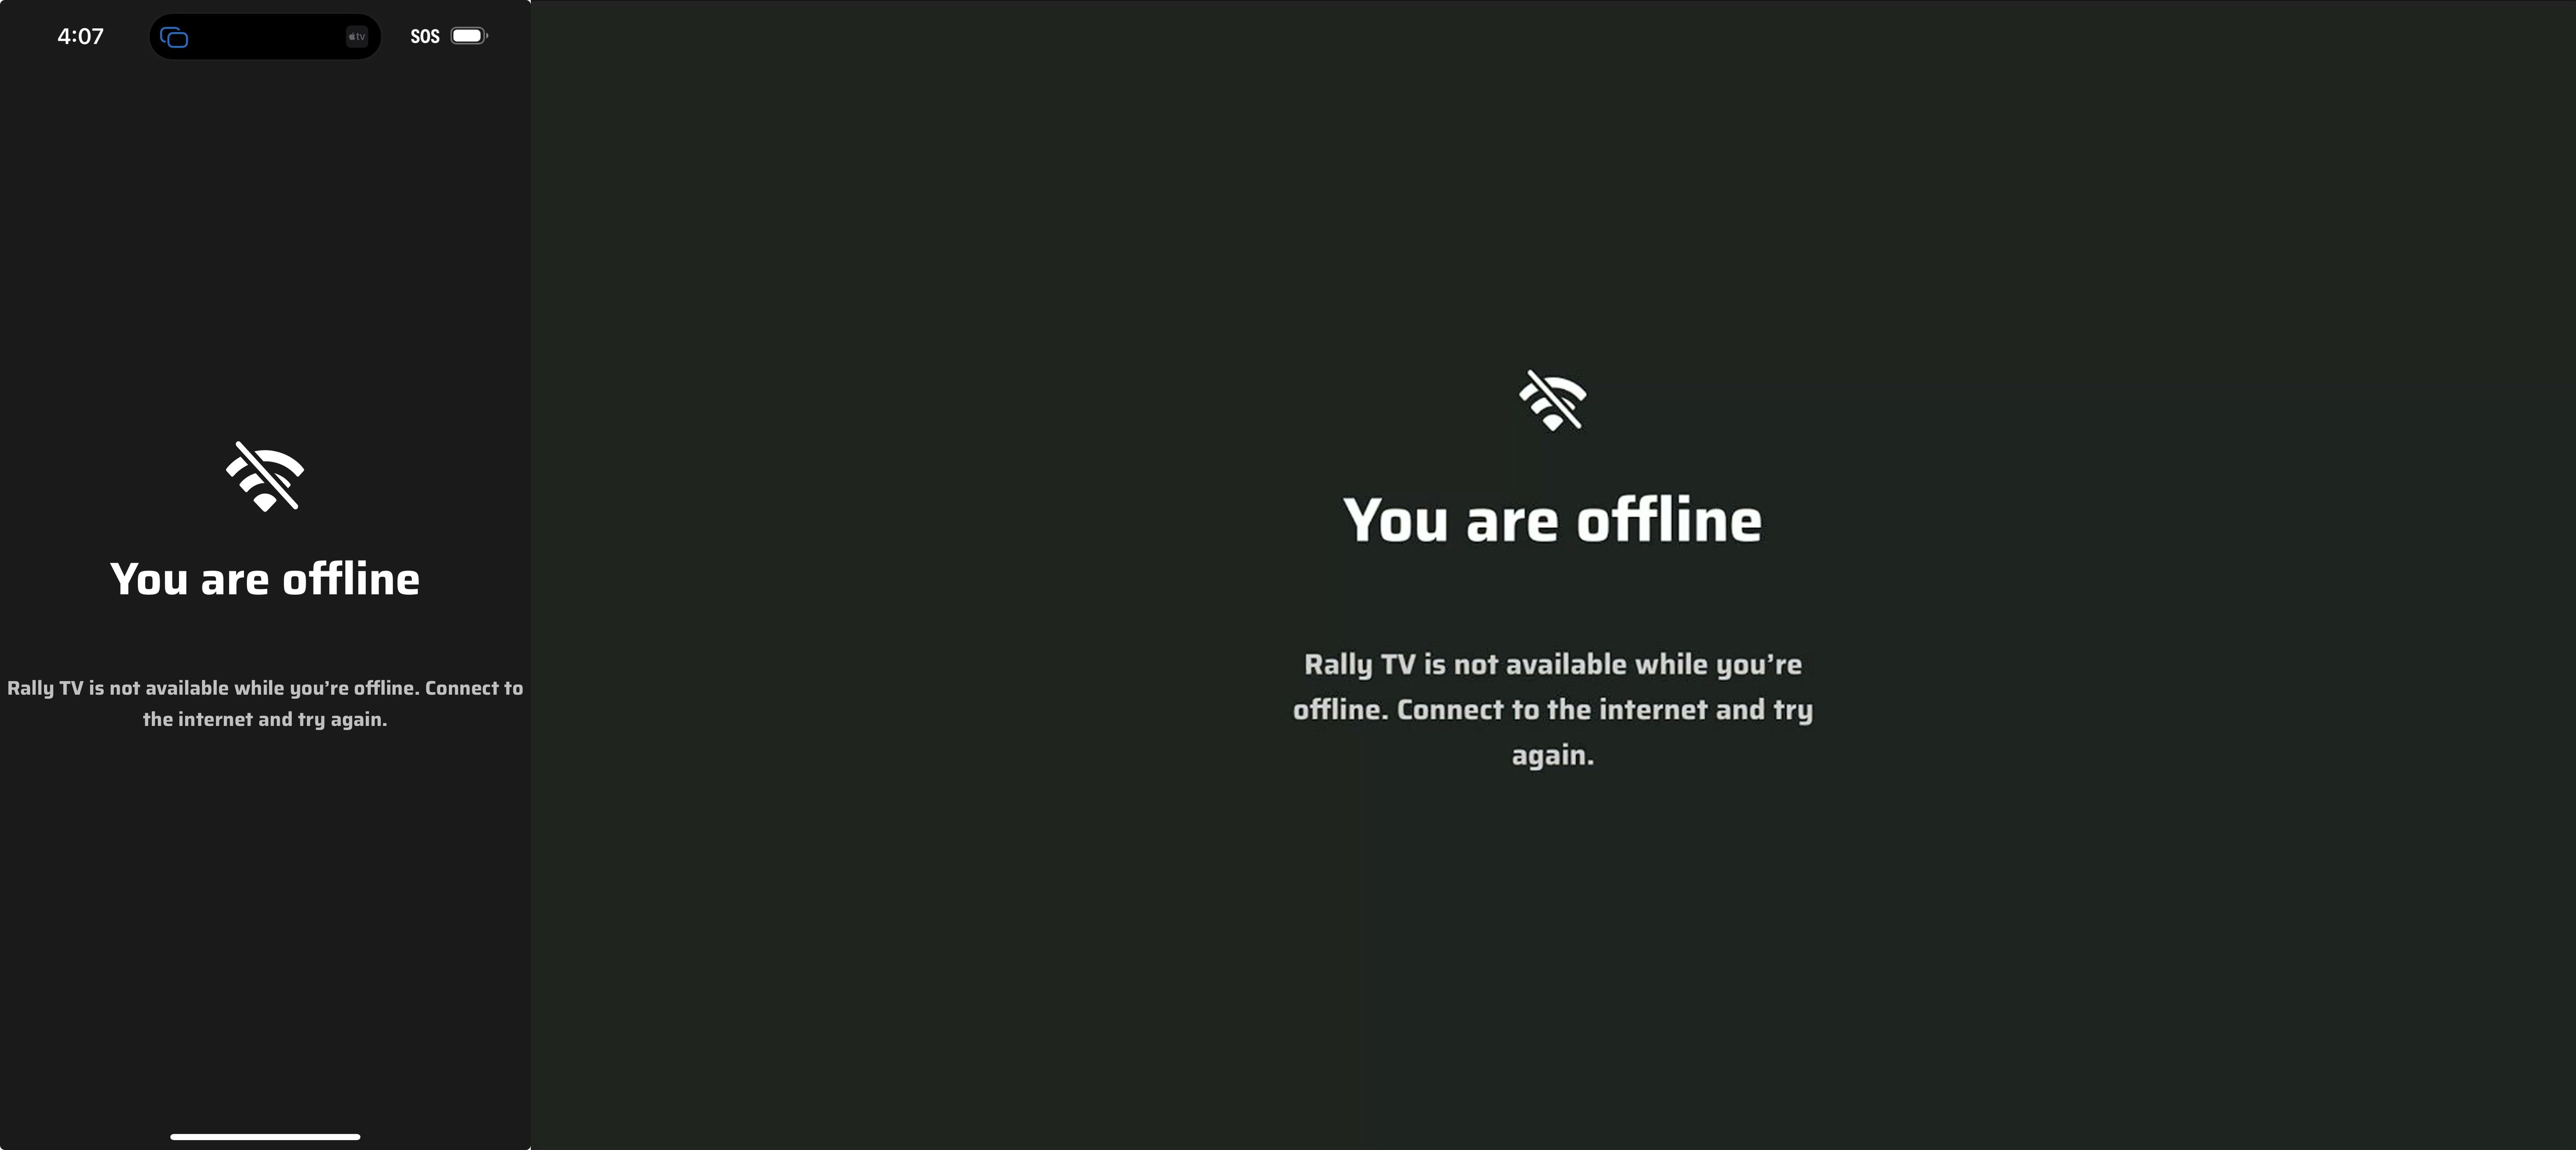 4:07
tv
SOS
You are offline
Rally TV is not available while you’re offline. Connect to
the internet and try again.
You are offline
Rally TV is not available while you’re
offline. Connect to the internet and try
again.